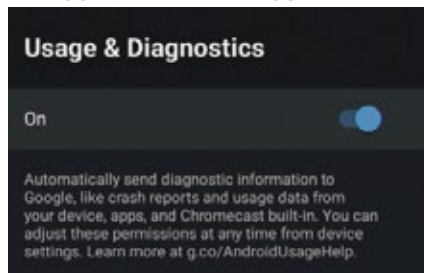 Usage & Diagnostics
On
Automatically send diagnostic information to
Google, like crash reports and usage data from
your device, apps, and Chromecast built-in. You can
adjust these permissions at any time from device
settings. Learn more at g.co/AndroidUsageHelp.